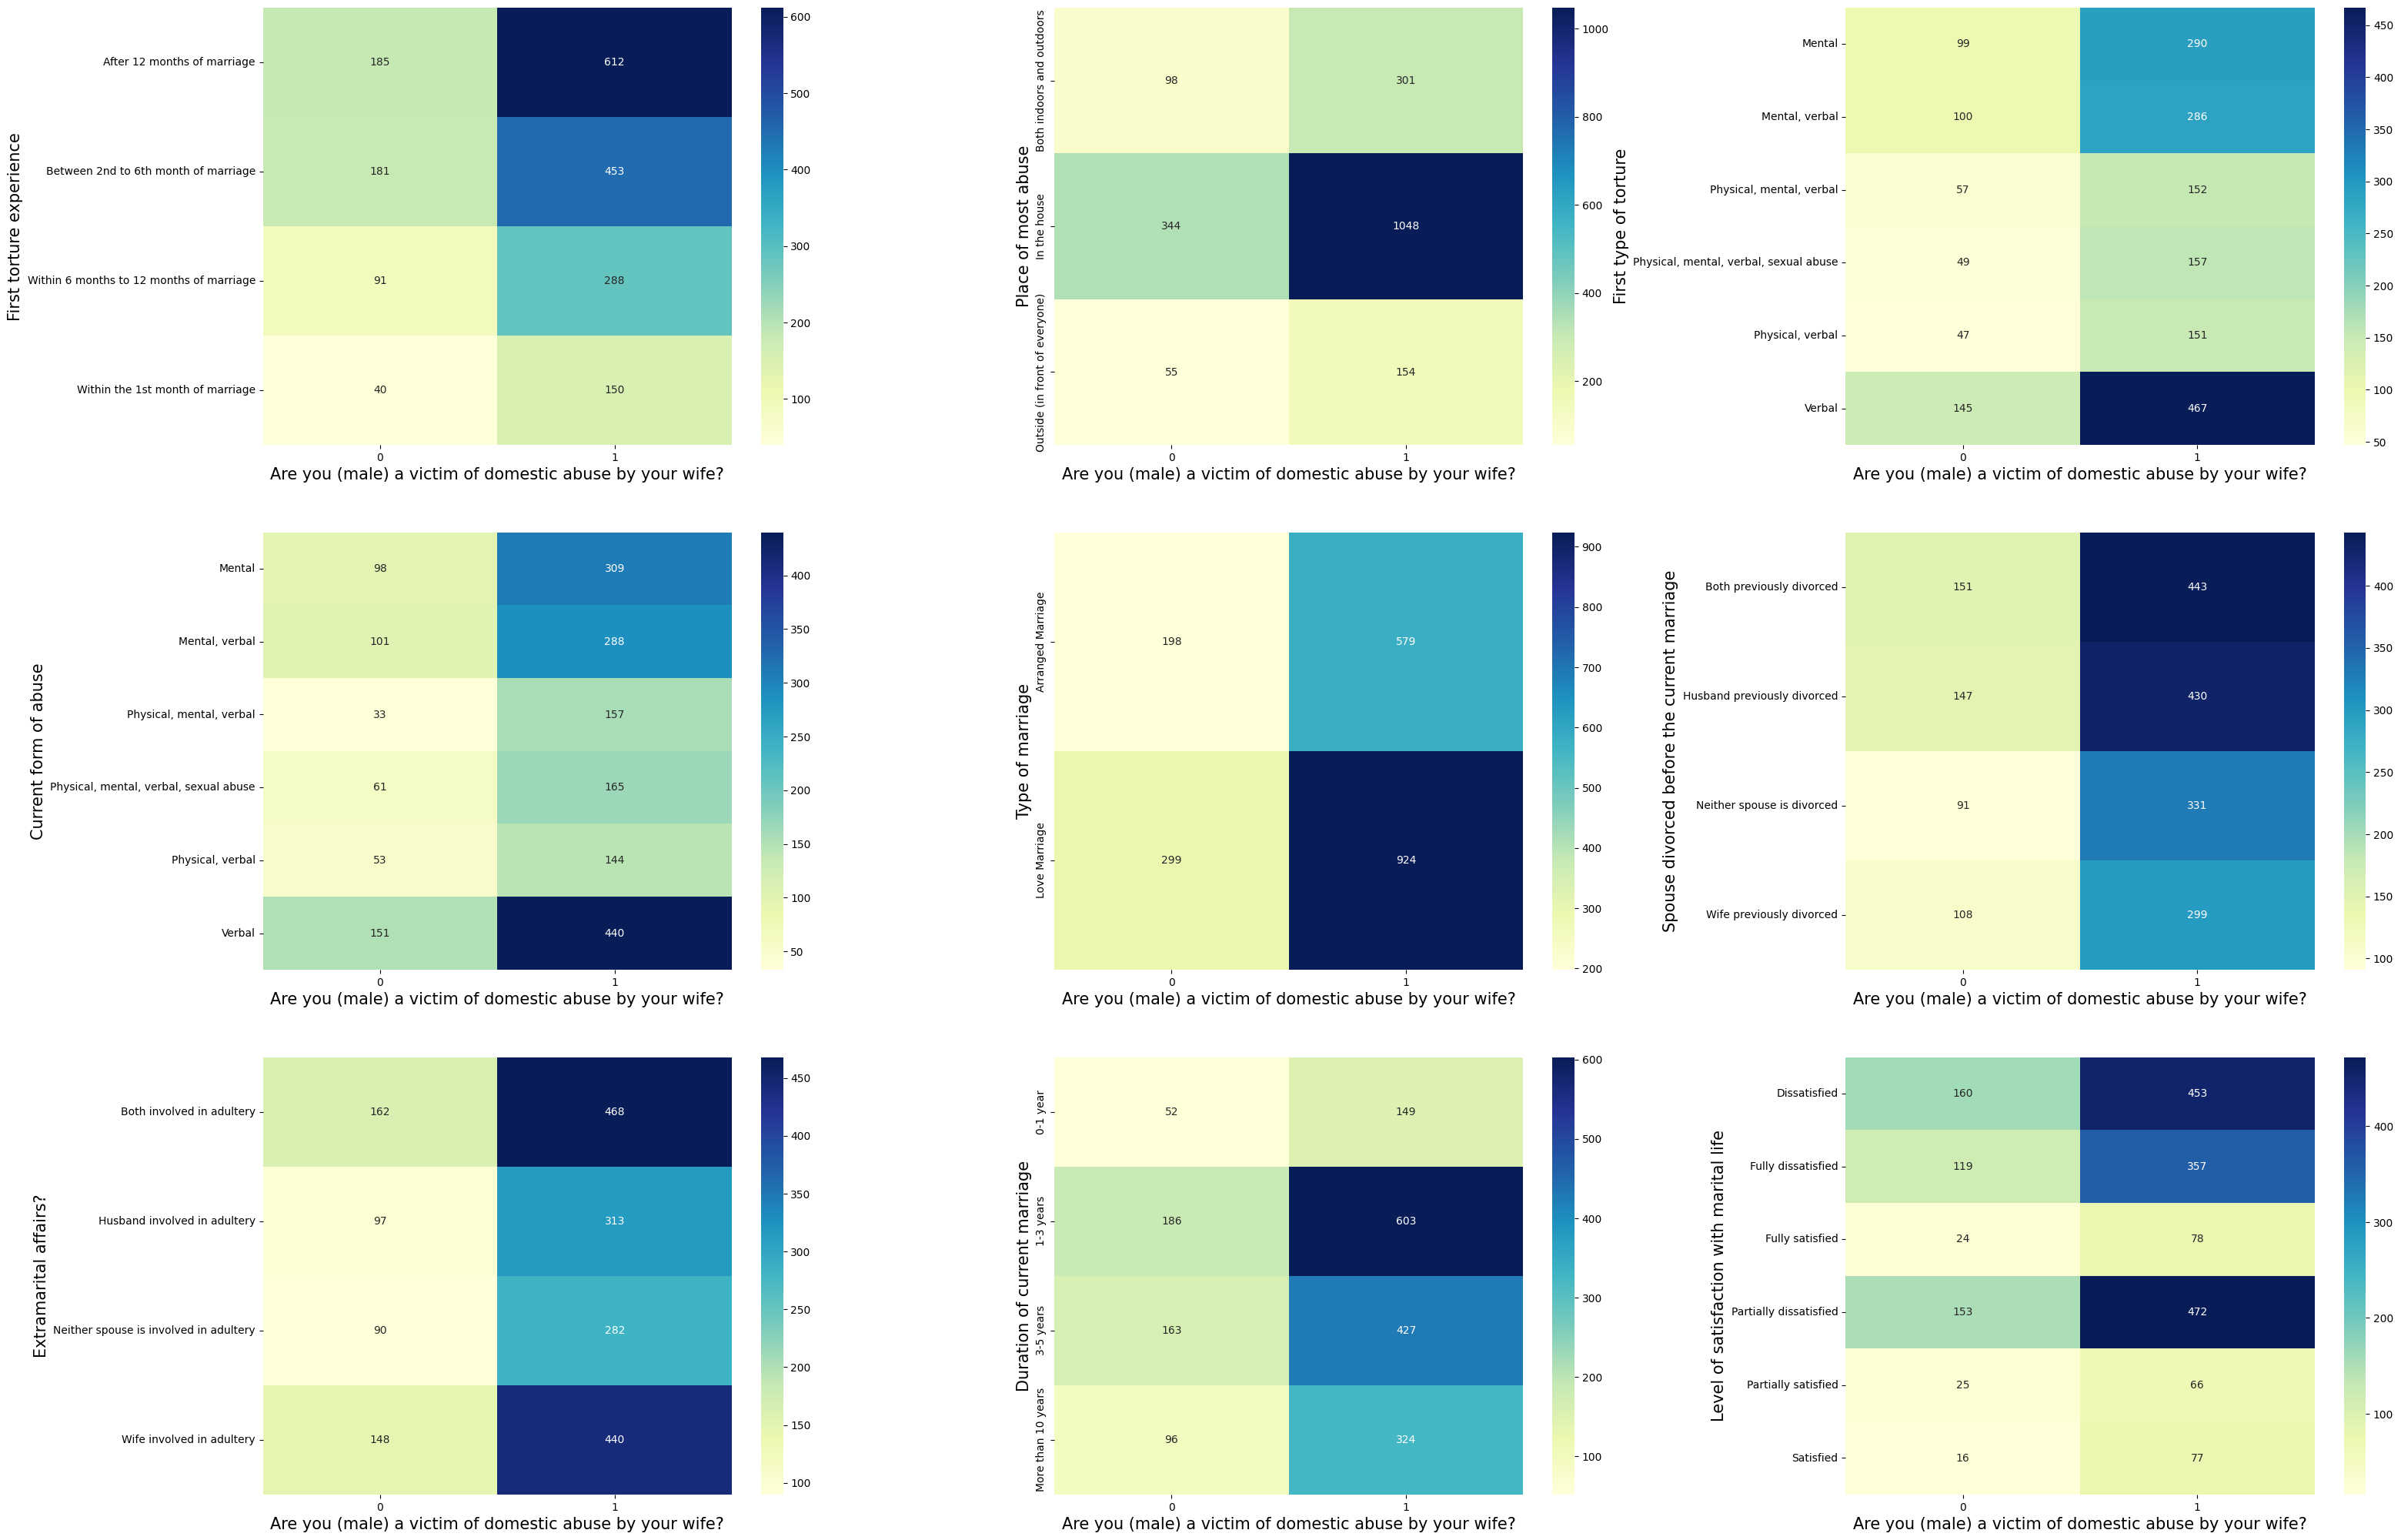 First torture experience
After 12 months of marriage
185 612
Between 2nd to 6th month of marriage
181 453
Within 6 months to 12 months of marriage
91 288
Within the 1st month of marriage
40 150
0 1
Are you (male) a victim of domestic abuse by your wife?
600
500
400
300
200
100
Place of most abuse
Both indoors and outdoors
98 301
In the house
344 1048
Outside (in front of everyone)
55 154
0 1
Are you (male) a victim of domestic abuse by your wife?
1000
800
600
400
200
First type of torture
Mental
99 290
Mental, verbal
100 286
Physical, mental, verbal
57 152
Physical, mental, verbal, sexual abuse
49 157
Physical, verbal
47 151
Verbal
145 467
0 1
Are you (male) a victim of domestic abuse by your wife?
450
400
350
300
250
200
150
100
50
Current form of abuse
Mental
98 309
Mental, verbal
101 288
Physical, mental, verbal
33 157
Physical, mental, verbal, sexual abuse
61 165
Physical, verbal
53 144
Verbal
151 440
0 1
Are you (male) a victim of domestic abuse by your wife?
400
350
300
250
200
150
100
50
Type of marriage
Arranged Marriage
198 579
Love Marriage
299 924
0 1
Are you (male) a victim of domestic abuse by your wife?
900
800
700
600
500
400
300
200
Spouse divorced before the current marriage
Both previously divorced
151 443
Husband previously divorced
147 430
Neither spouse is divorced
91 331
Wife previously divorced
108 299
0 1
Are you (male) a victim of domestic abuse by your wife?
400
350
300
250
200
150
100
Extramarital affairs?
Both involved in adultery
162 468
Husband involved in adultery
97 313
Neither spouse is involved in adultery
90 282
Wife involved in adultery
148 440
0 1
Are you (male) a victim of domestic abuse by your wife?
450
400
350
300
250
200
150
100
Duration of current marriage
0-1 year
52 149
1-3 years
186 603
3-5 years
163 427
More than 10 years
96 324
0 1
Are you (male) a victim of domestic abuse by your wife?
600
500
400
300
200
100
Level of satisfaction with marital life
Dissatisfied
160 453
Fully dissatisfied
119 357
Fully satisfied
24 78
Partially dissatisfied
153 472
Partially satisfied
25 66
Satisfied
16 77
0 1
Are you (male) a victim of domestic abuse by your wife?
400
300
200
100